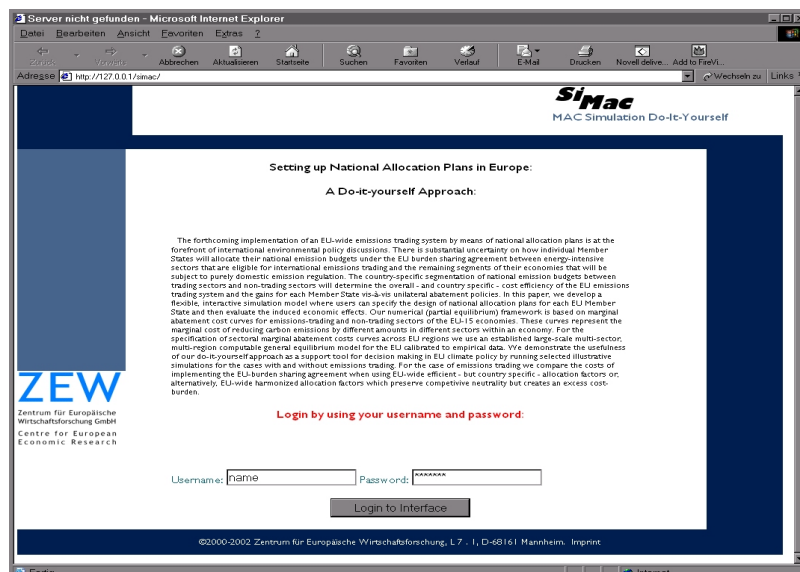 Server nicht gefunden - Microsoft Internet Explorer
Datei Bearbeiten Ansicht Favoriten Extras ?
Zurück Vorwärts Abbrechen Aktualisieren Startseite Suchen Favoriten Verlauf E-Mail Drucken Novell delive... Add to FireVi...
Adresse http://127.0.0.1/simac/ Wechseln zu Links
SiMac
MAC Simulation Do-It-Yourself
Setting up National Allocation Plans in Europe:
A Do-it-yourself Approach:
The forthcoming implementation of an EU-wide emissions trading system by means of national allocation plans is at the
forefront of international environmental policy discussions. There is substantial uncertainty on how individual Member
States will allocate their national emission budgets under the EU burden sharing agreement between energy-intensive
sectors that are eligible for international emissions trading and the remaining segments of their economies that will be
subject to purely domestic emission regulation. The country-specific segmentation of national emission budgets between
trading sectors and non-trading sectors will determine the overall - and country specific - cost efficiency of the EU emissions
trading system and the gains for each Member State vis-à-vis unilateral abatement policies. In this paper, we develop a
flexible, interactive simulation model where users can specify the design of national allocation plans for each EU Member
State and then evaluate the induced economic effects. Our numerical (partial equilibrium) framework is based on marginal
abatement cost curves for emissions-trading and non-trading sectors of the EU-15 economies. These curves represent the
marginal cost of reducing carbon emissions by different amounts in different sectors within an economy. For the
specification of sectoral marginal abatement costs curves across EU regions we use an established large-scale multi-sector,
multi-region computable general equilibrium model for the EU calibrated to empirical data. We demonstrate the usefulness
of our do-it-yourself approach as a support tool for decision making in EU climate policy by running selected illustrative
simulations for the cases with and without emissions trading. For the case of emissions trading we compare the costs of
implementing the EU-burden sharing agreement when using EU-wide efficient - but country specific - allocation factors or,
alternatively, EU-wide harmonized allocation factors which preserve competivive neutrality but creates an excess cost-
burden.
ZEW
Zentrum für Europäische
Wirtschaftsforschung GmbH
Centre for European
Economic Research
Login by using your username and password:
Username: name Password: *******
Login to Interface
©2000-2002 Zentrum für Europäische Wirtschaftsforschung, L 7 . 1, D-68161 Mannheim. Imprint
Fertig Internet